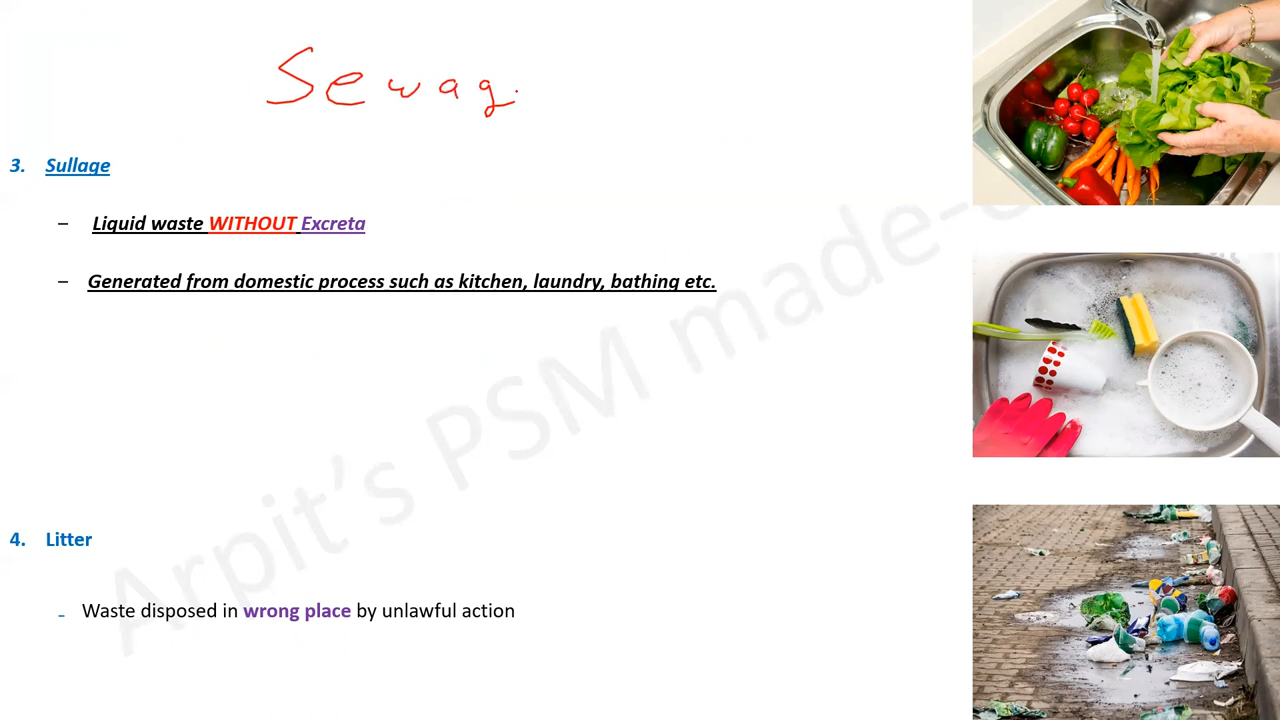 Sewag.
3. Sullage
– Liquid waste WITHOUT Excreta
– Generated from domestic process such as kitchen, laundry, bathing etc.
Arpit's PSM made-e
4. Litter
- Waste disposed in wrong place by unlawful action